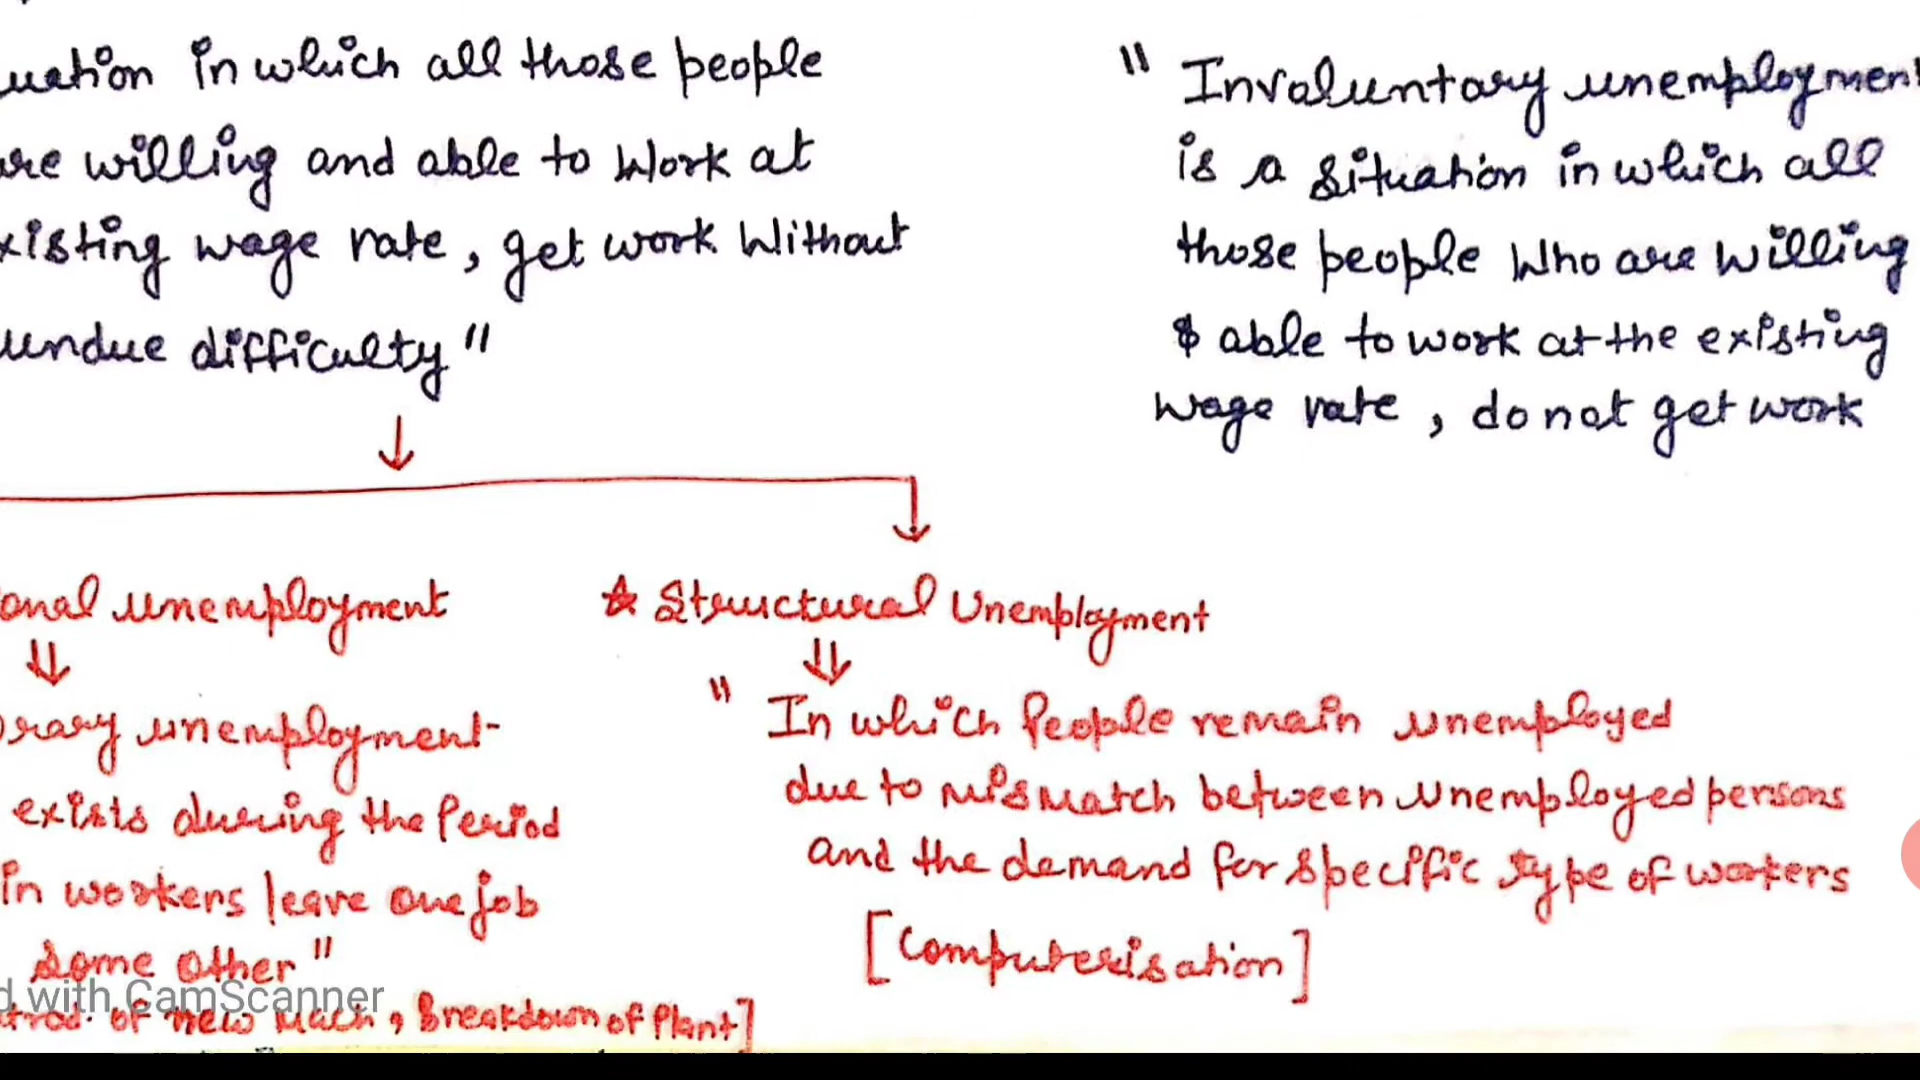 uation in which all those people
are willing and able to work at
xisting wage rate, get work without
undue difficulty"
" Involuntary unemployment
is a situation in which all
those people who are willing
& able to work at the existing
wage rate, do not get work
onal unemployment
orary unemployment
exists during the Period
in workers leave one job
some other"
trod. of new Mach, Breakdown of Plant]
☆ Structural Unemployment
" In which People remain unemployed
due to mismatch between unemployed persons
and the demand for specific type of workers
[Computerisation]
d with CamScanner